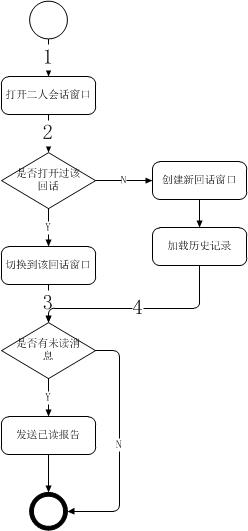 1
打开二人会话窗口
2
是否打开过该
回话
N
创建新回话窗口
Y
加载历史记录
切换到该回话窗口
3
4
是否有未读消
息
Y
N
发送已读报告